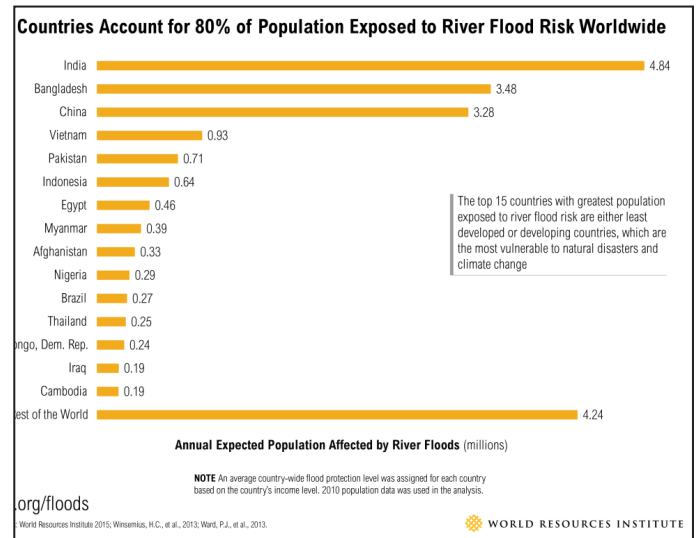 Countries Account for 80% of Population Exposed to River Flood Risk Worldwide
India 4.84
Bangladesh 3.48
China 3.28
Vietnam 0.93
Pakistan 0.71
Indonesia 0.64
Egypt 0.46
Myanmar 0.39
Afghanistan 0.33
Nigeria 0.29
Brazil 0.27
Thailand 0.25
ongo, Dem. Rep. 0.24
Iraq 0.19
Cambodia 0.19
est of the World 4.24
The top 15 countries with greatest population
exposed to river flood risk are either least
developed or developing countries, which are
the most vulnerable to natural disasters and
climate change
Annual Expected Population Affected by River Floods (millions)
NOTE An average country-wide flood protection level was assigned for each country
based on the country's income level. 2010 population data was used in the analysis.
.org/floods
: World Resources Institute 2015; Winsemius, H.C., et al., 2013; Ward, P.J., et al., 2013.
WORLD RESOURCES INSTITUTE